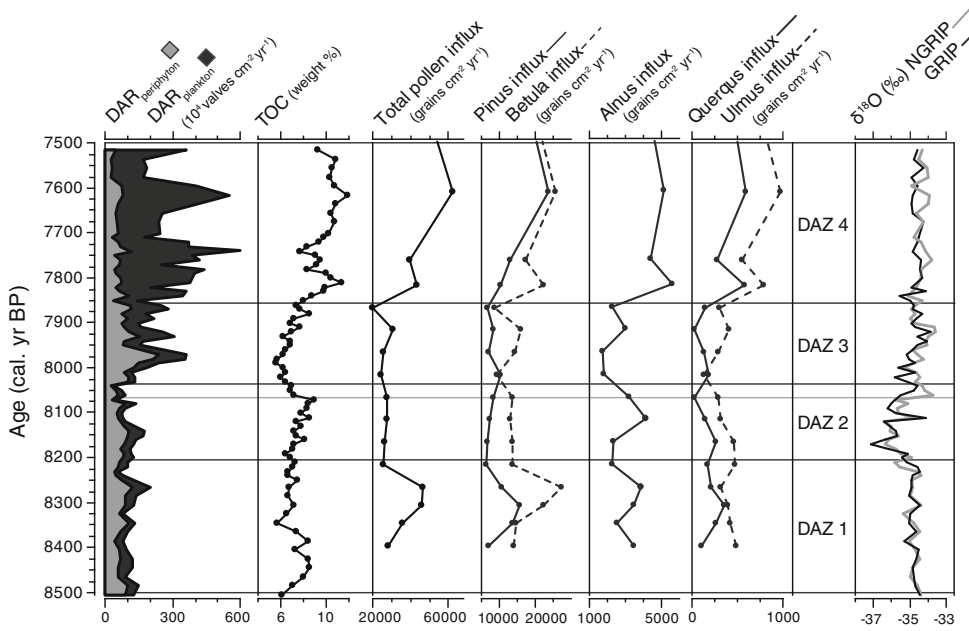 DAR periphyton
DAR plankton
(10⁴ valves cm⁻² yr⁻¹)
TOC (weight %)
Total pollen influx
(grains cm⁻² yr⁻¹)
Pinus influx
Betula influx
(grains cm⁻² yr⁻¹)
Alnus influx
(grains cm⁻² yr⁻¹)
Querqus influx
Ulmus influx
(grains cm⁻² yr⁻¹)
δ¹⁸O (‰) NGRIP
GRIP
Age (cal. yr BP)
7500
7600
7700
7800
7900
8000
8100
8200
8300
8400
8500
DAZ 4
DAZ 3
DAZ 2
DAZ 1
0 300 600
6 10
20000 60000
10000 20000
1000 5000
0 1000
-37 -35 -33